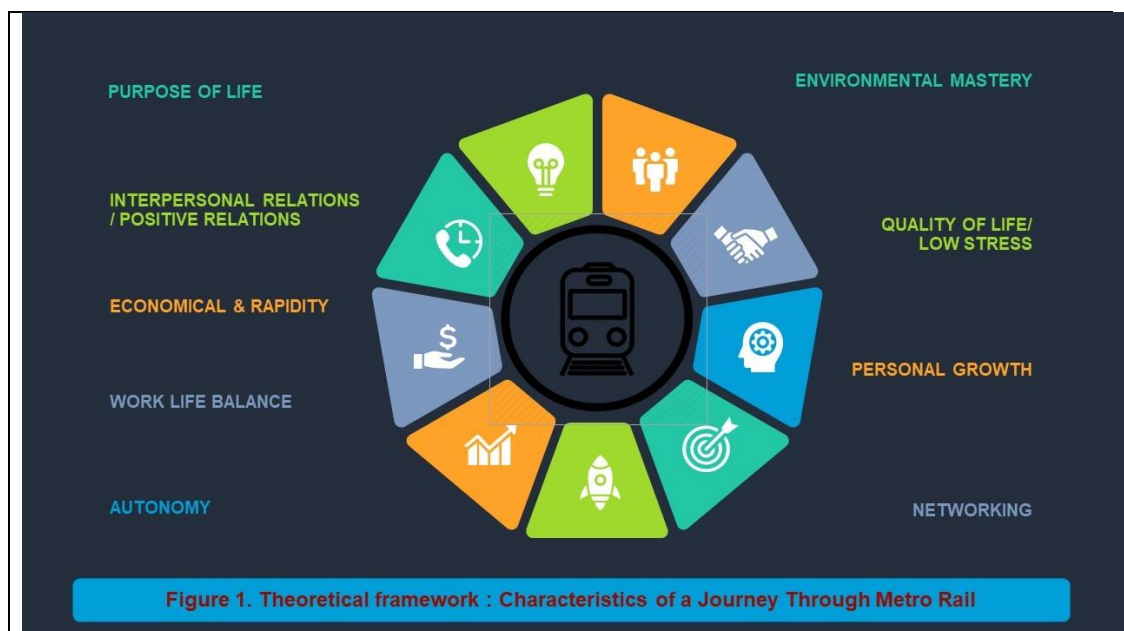 PURPOSE OF LIFE
INTERPERSONAL RELATIONS
/ POSITIVE RELATIONS
ECONOMICAL & RAPIDITY
WORK LIFE BALANCE
AUTONOMY
ENVIRONMENTAL MASTERY
QUALITY OF LIFE/
LOW STRESS
PERSONAL GROWTH
NETWORKING
$
Figure 1. Theoretical framework : Characteristics of a Journey Through Metro Rail